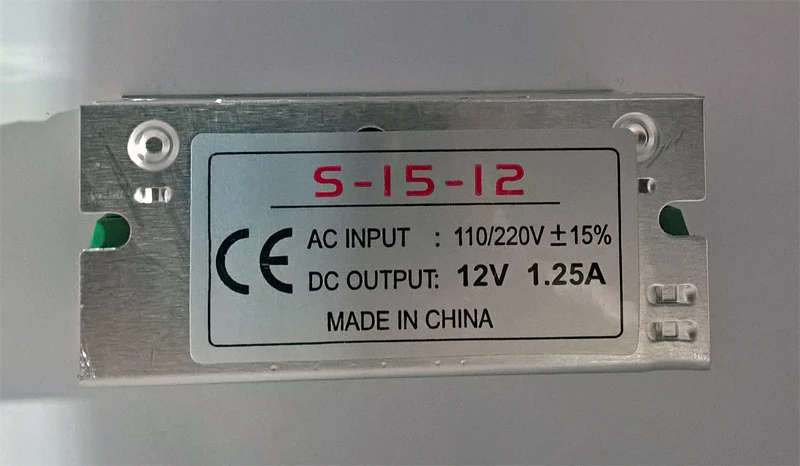 S-15-12
CE
AC INPUT : 110/220V ±15%
DC OUTPUT: 12V 1.25A
MADE IN CHINA